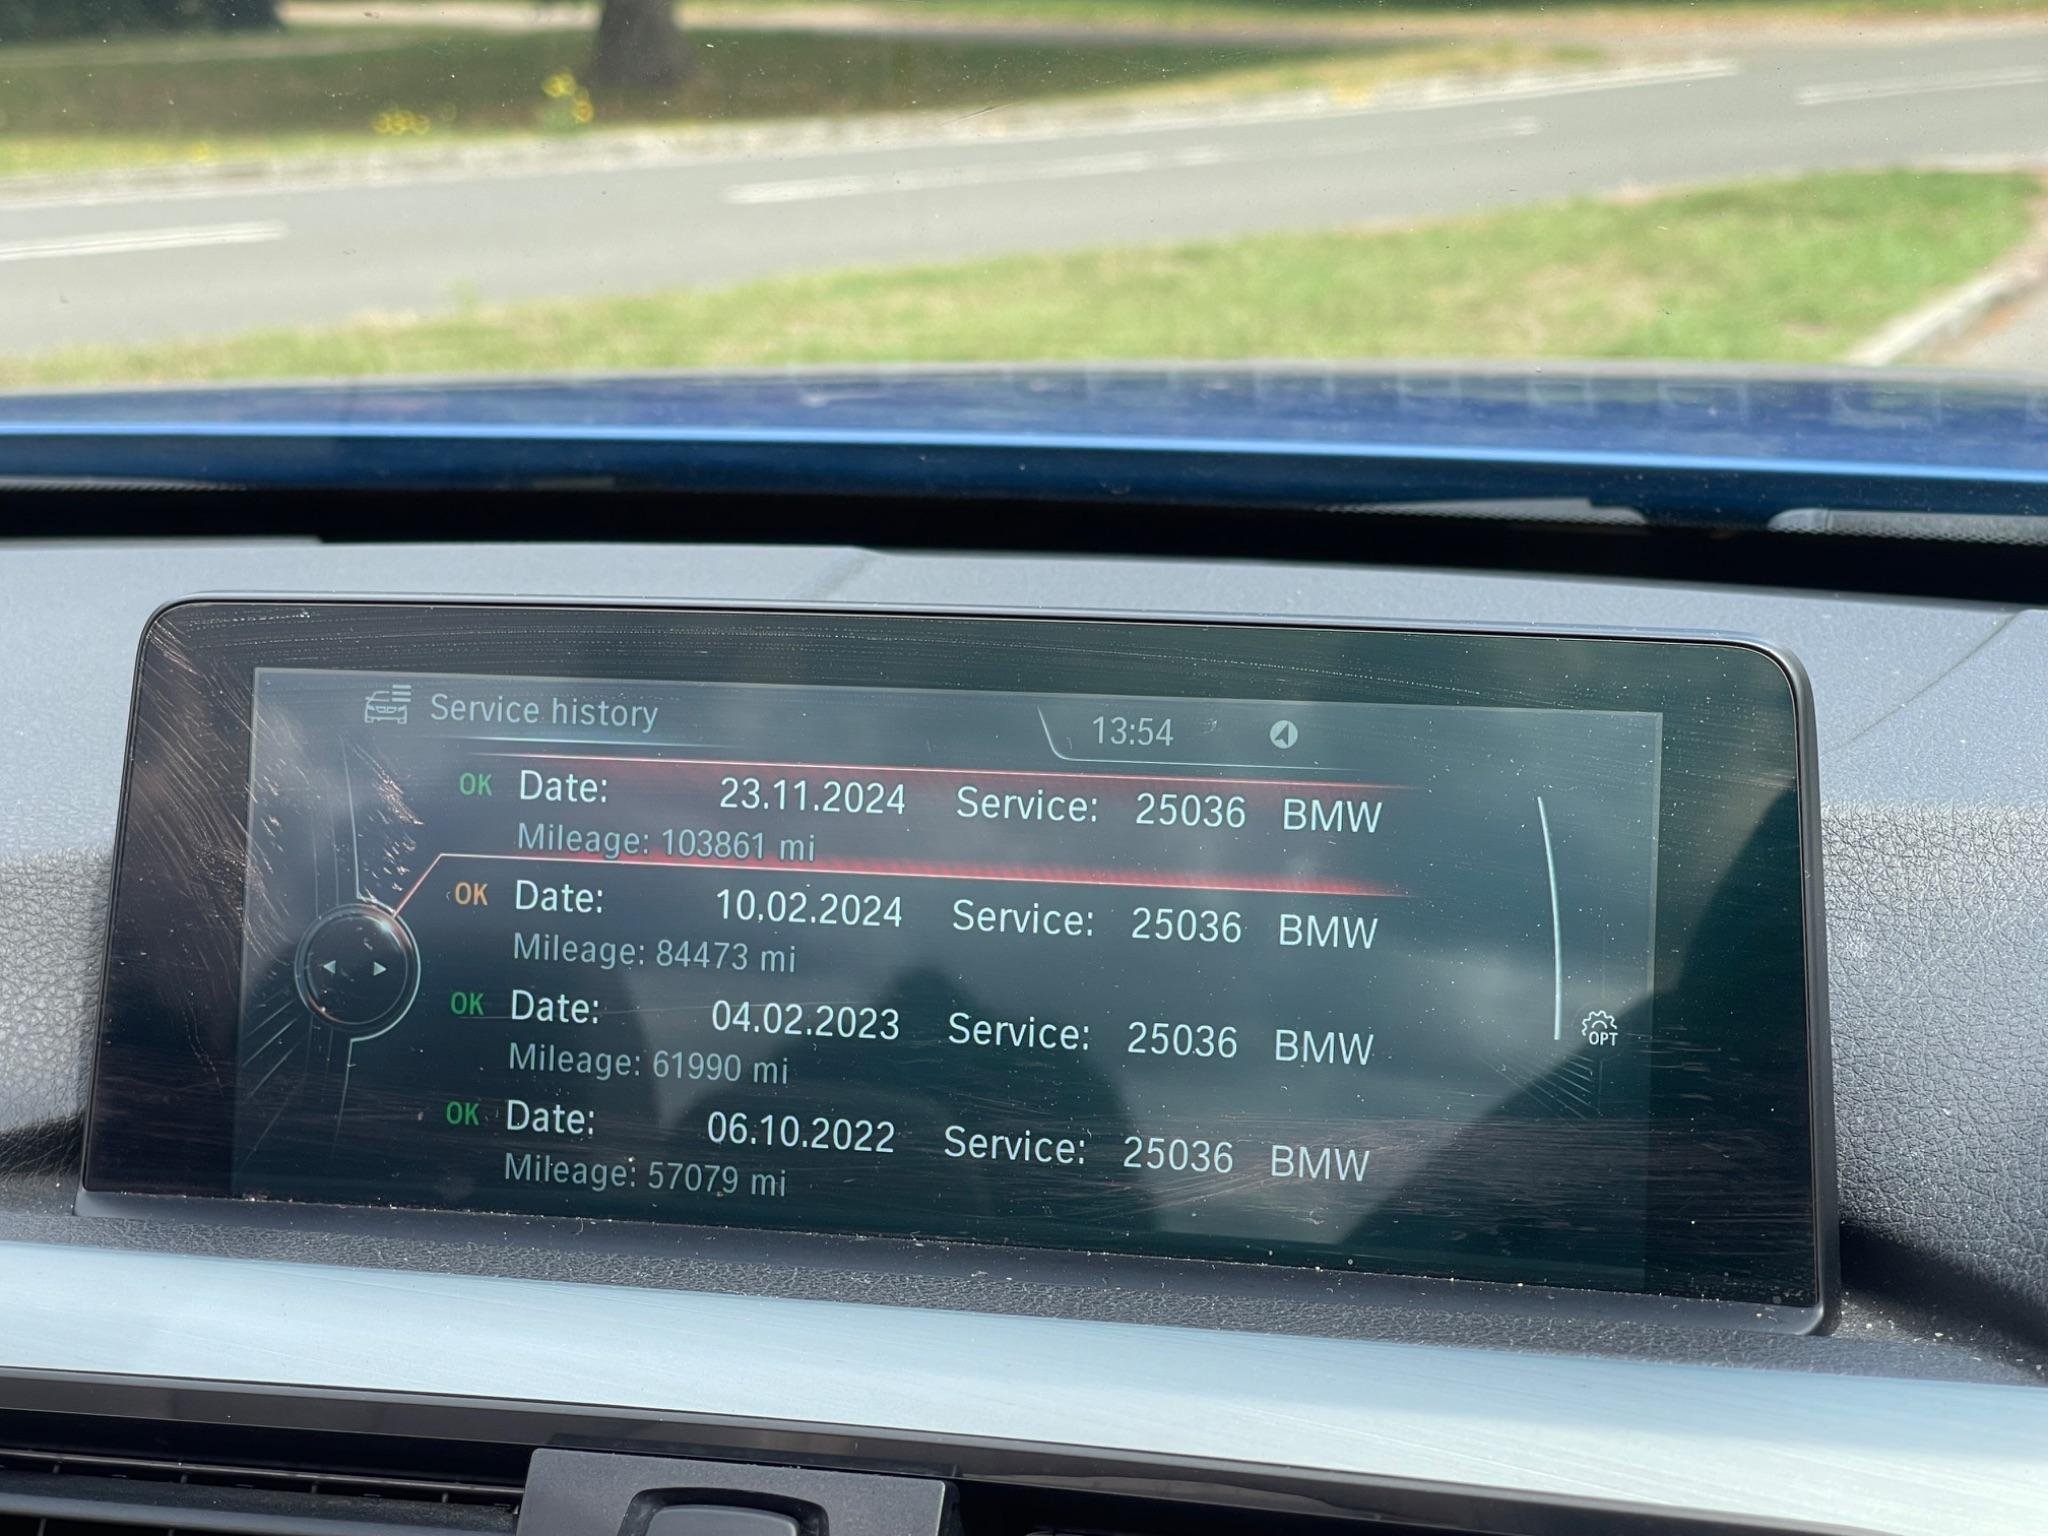 Service history 13:54
OK Date: 23.11.2024 Service: 25036 BMW
Mileage: 103861 mi
OK Date: 10.02.2024 Service: 25036 BMW
Mileage: 84473 mi
OK Date: 04.02.2023 Service: 25036 BMW
Mileage: 61990 mi
OPT
OK Date: 06.10.2022 Service: 25036 BMW
Mileage: 57079 mi